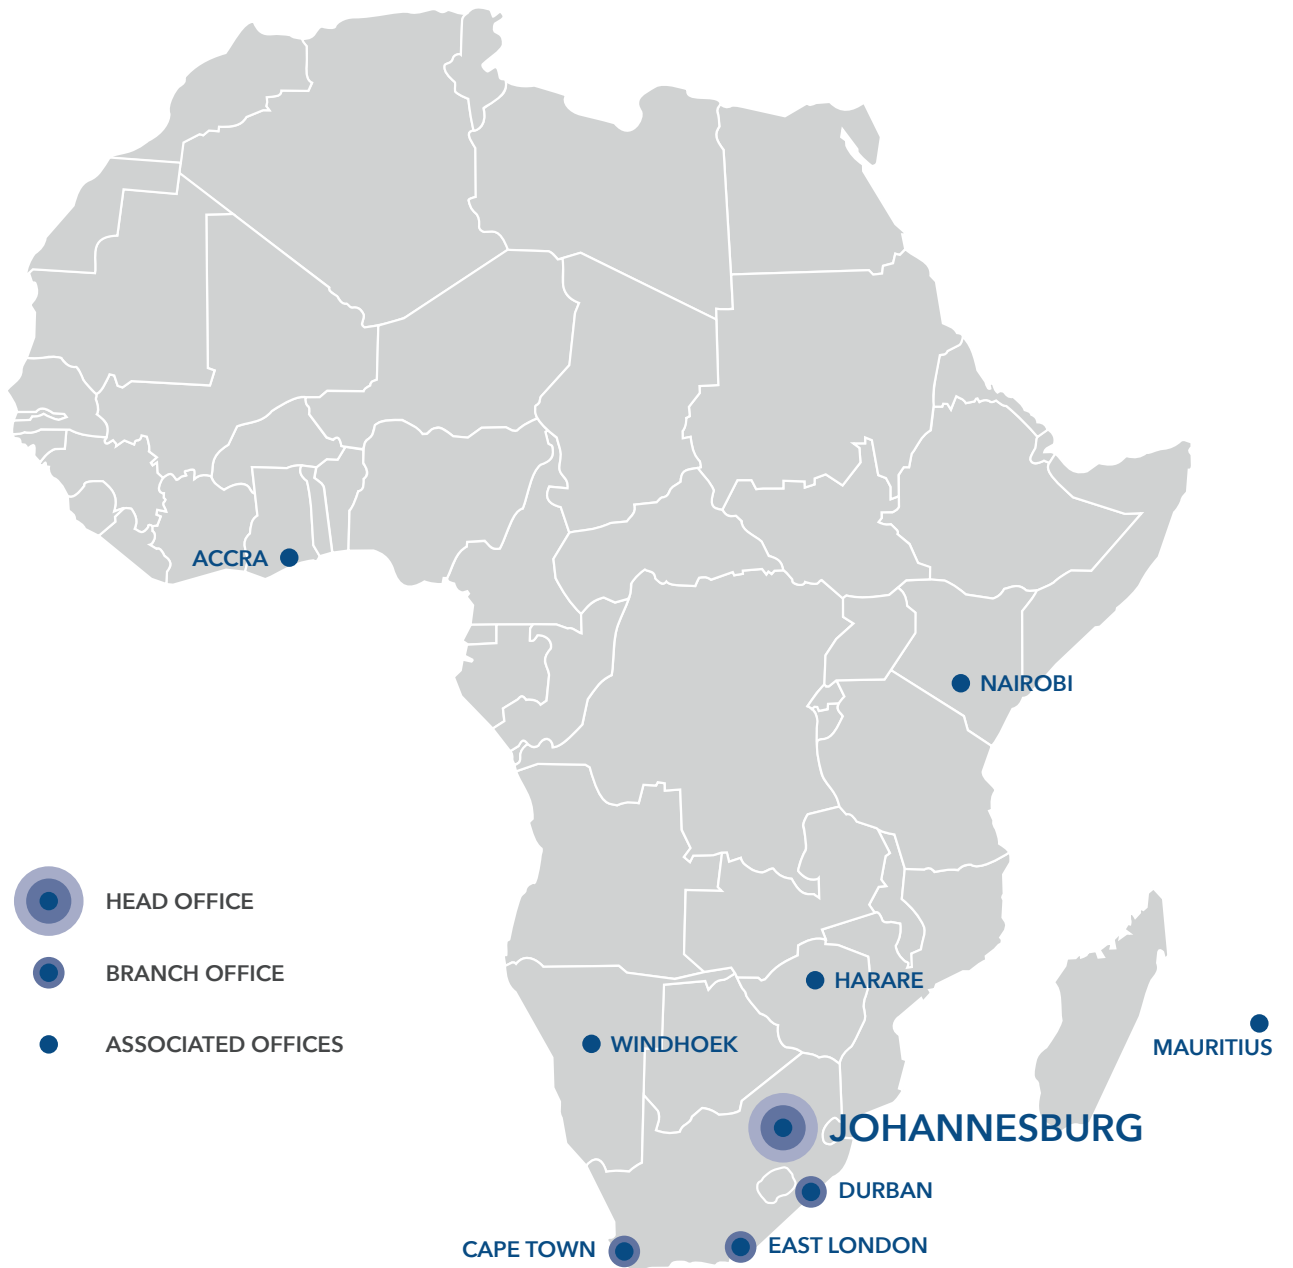 ACCRA
NAIROBI
HEAD OFFICE
BRANCH OFFICE
ASSOCIATED OFFICES
HARARE
WINDHOEK
MAURITIUS
JOHANNESBURG
DURBAN
CAPE TOWN
EAST LONDON